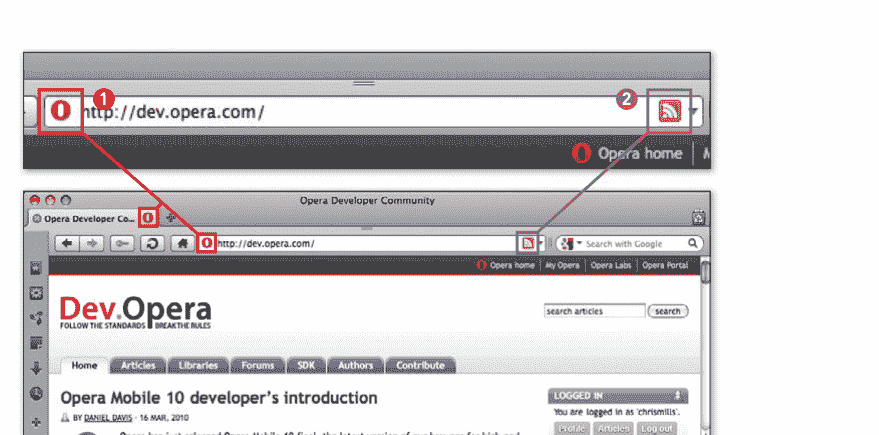 1
2
http://dev.opera.com/
Opera home
Opera Developer Community
Opera Developer Co...
http://dev.opera.com/
Search with Google
Opera home My Opera Opera Labs Opera Portal
Dev.Opera
FOLLOW THE STANDARDS BREAK THE RULES
search articles search
Home Articles Libraries Forums SDK Authors Contribute
Opera Mobile 10 developer's introduction
BY DANIEL DAVIS - 16 MAR, 2010
LOGGED IN
You are logged in as 'chrismills'.
Profile Articles Log out